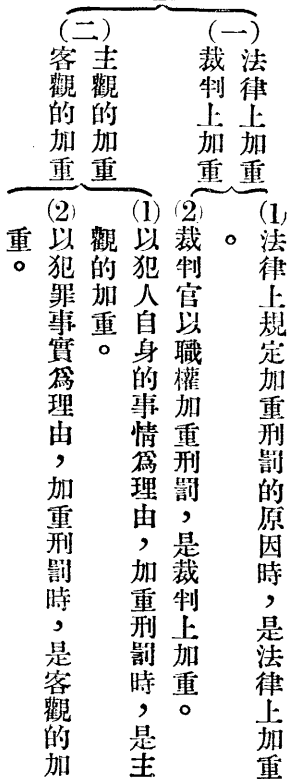 (一)法律上加重
裁判上加重
(1)法律上規定加重刑罰的原因時，是法律上加重
。
(2)裁判官以職權加重刑罰，是裁判上加重。
(二)主觀的加重
客觀的加重
(1)以犯人自身的事情爲理由，加重刑罰時，是主
觀的加重。
(2)以犯罪事實爲理由，加重刑罰時，是客觀的加
重。